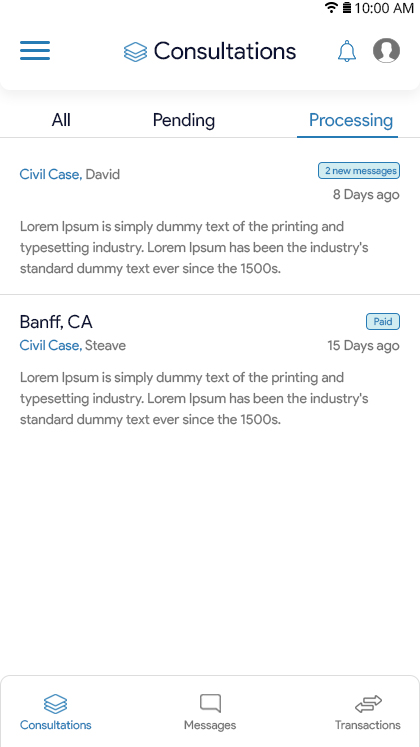 10:00 AM
Consultations
All Pending Processing
2 new messages
Civil Case, David
8 Days ago
Lorem Ipsum is simply dummy text of the printing and
typesetting industry. Lorem Ipsum has been the industry's
standard dummy text ever since the 1500s.
Banff, CA
Paid
Civil Case, Steave
15 Days ago
Lorem Ipsum is simply dummy text of the printing and
typesetting industry. Lorem Ipsum has been the industry's
standard dummy text ever since the 1500s.
Consultations Messages Transactions